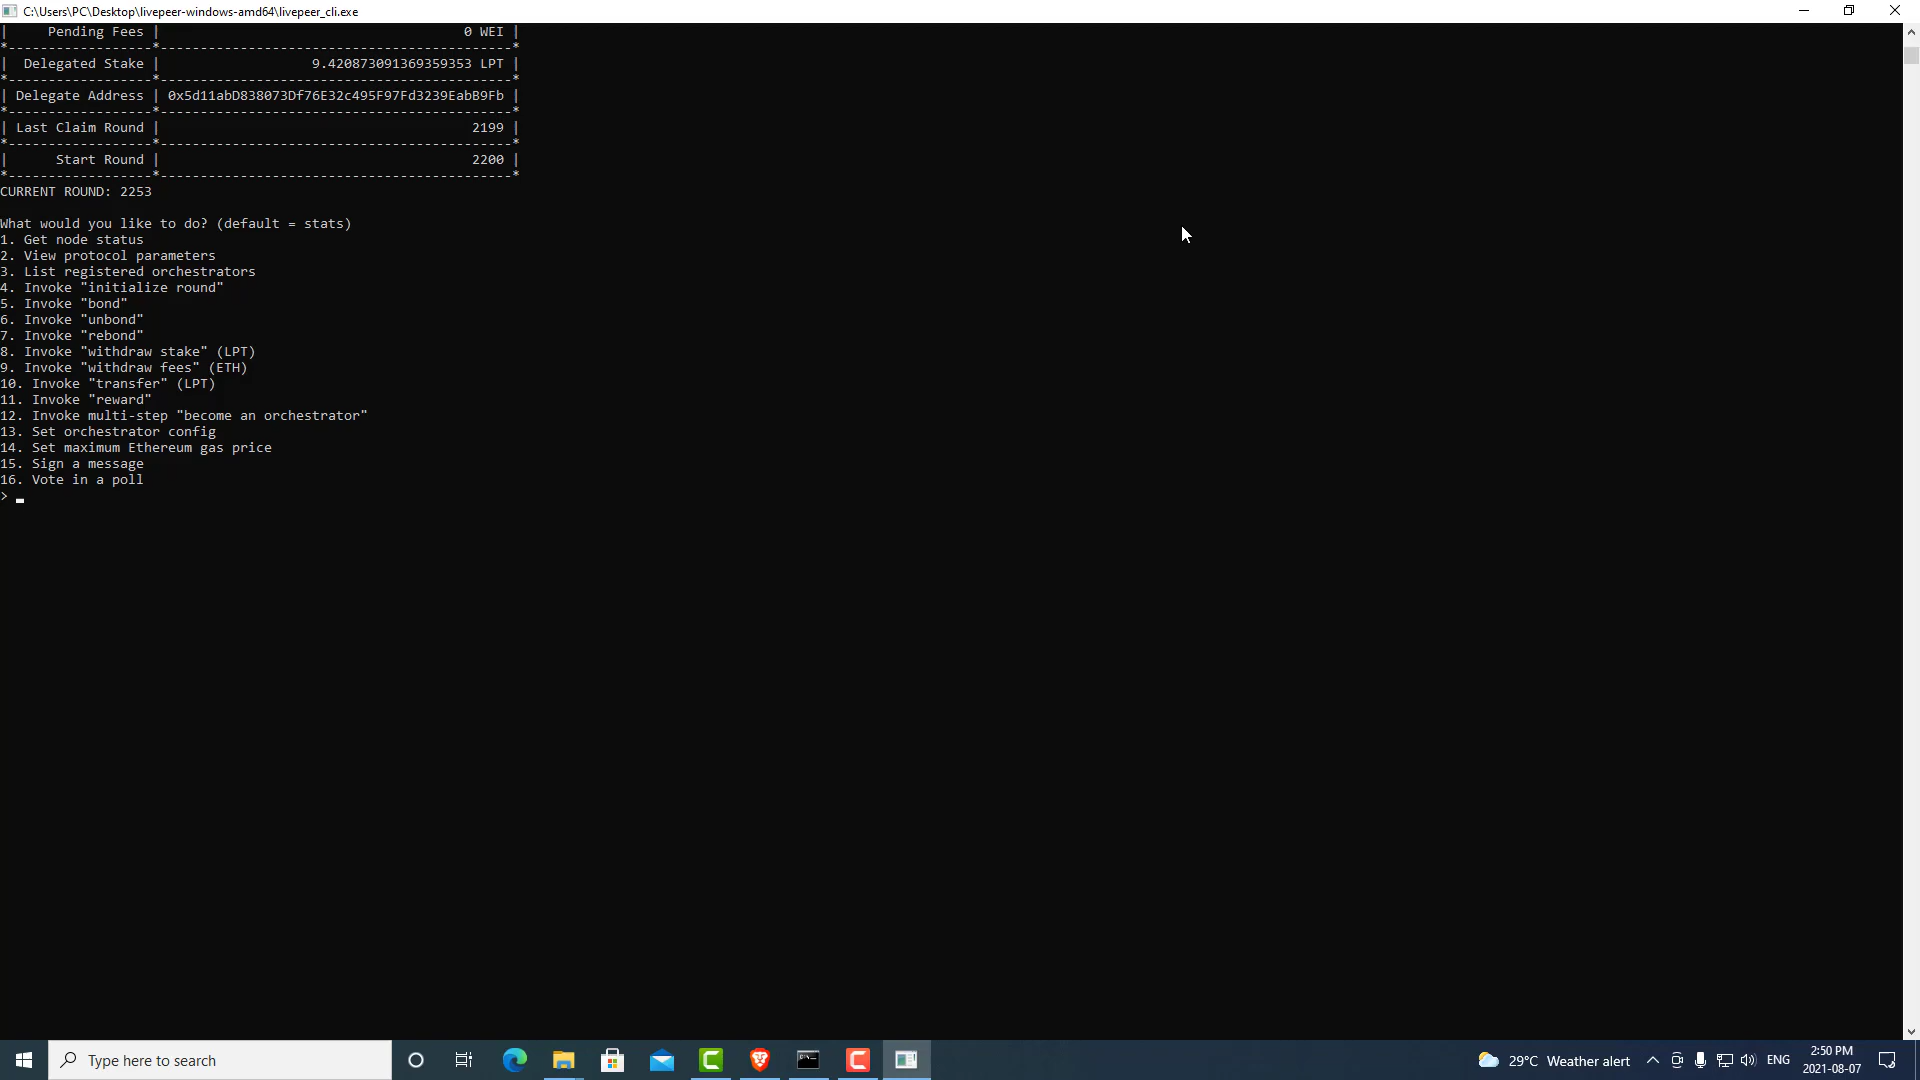 C:\Users\PC\Desktop\livepeer-windows-amd64\livepeer_cli.exe
|     Pending Fees |                                      0 WEI |
*------------------*--------------------------------------------*
|  Delegated Stake |                   9.420873091369359353 LPT |
*------------------*--------------------------------------------*
| Delegate Address | 0x5d11abD838073Df76E32c495F97Fd3239EabB9Fb |
*------------------*--------------------------------------------*
| Last Claim Round |                                       2199 |
*------------------*--------------------------------------------*
|      Start Round |                                       2200 |
*------------------*--------------------------------------------*
CURRENT ROUND: 2253
What would you like to do? (default = stats)
1. Get node status
2. View protocol parameters
3. List registered orchestrators
4. Invoke "initialize round"
5. Invoke "bond"
6. Invoke "unbond"
7. Invoke "rebond"
8. Invoke "withdraw stake" (LPT)
9. Invoke "withdraw fees" (ETH)
10. Invoke "transfer" (LPT)
11. Invoke "reward"
12. Invoke multi-step "become an orchestrator"
13. Set orchestrator config
14. Set maximum Ethereum gas price
15. Sign a message
16. Vote in a poll
> _
Type here to search
29°C Weather alert
ENG
2:50 PM
2021-08-07